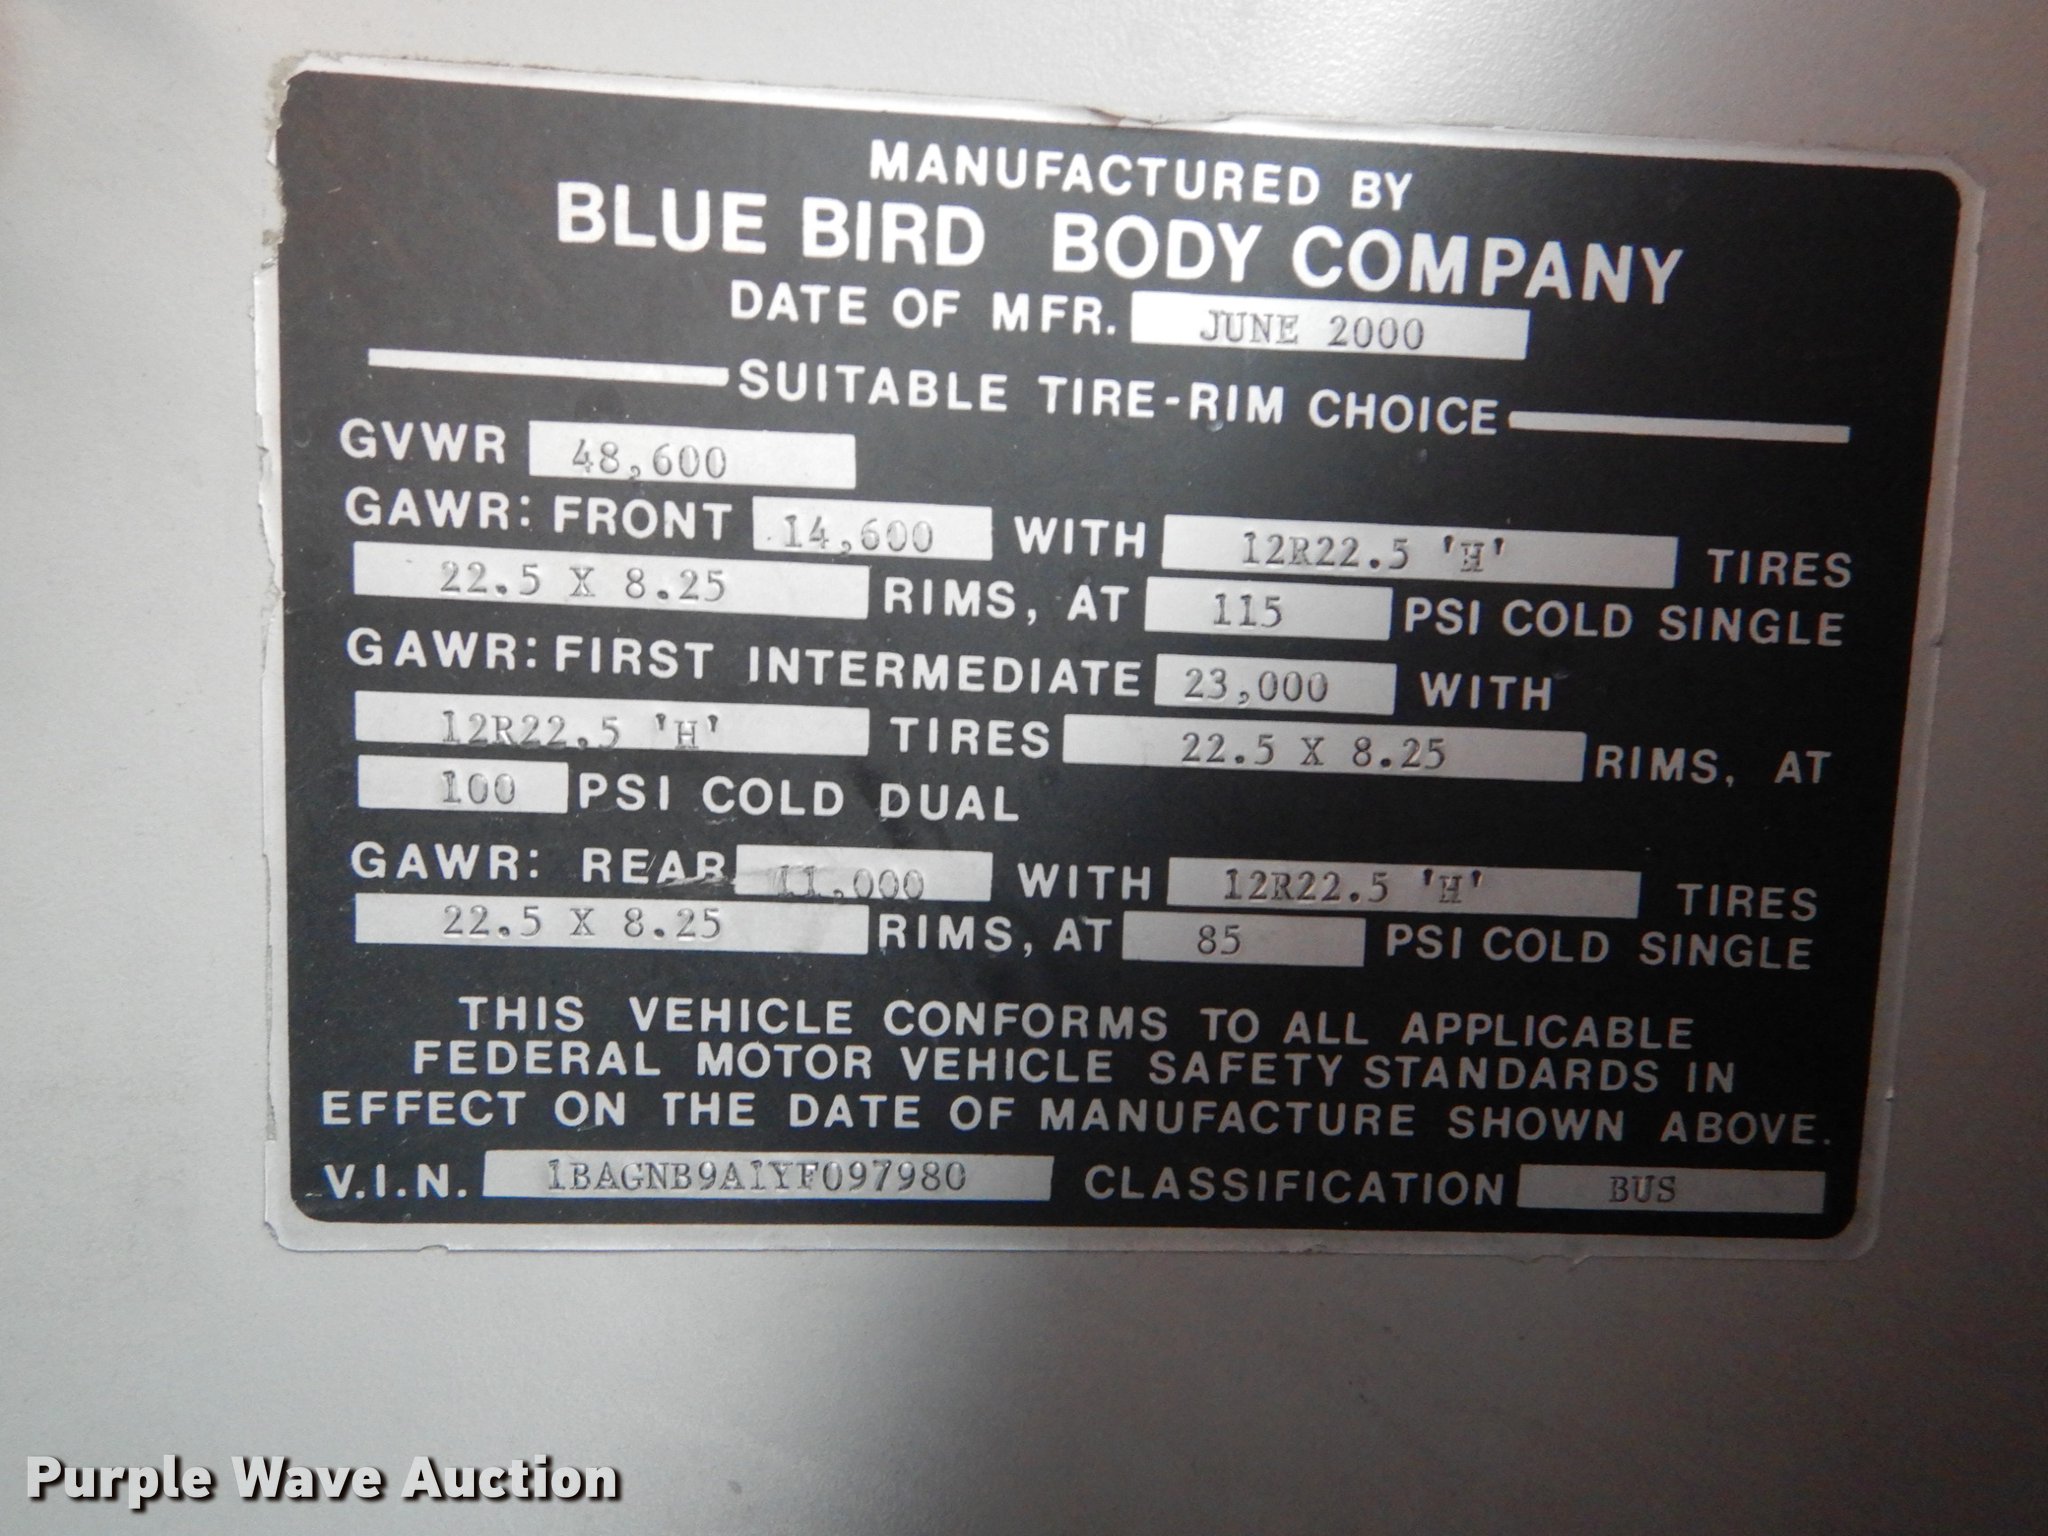 MANUFACTURED BY
BLUE BIRD BODY COMPANY
DATE OF MFR. JUNE 2000
SUITABLE TIRE-RIM CHOICE
GVWR 48,600
GAWR: FRONT 14,600 WITH 12R22.5 'H' TIRES
22.5 X 8.25 RIMS, AT 115 PSI COLD SINGLE
GAWR: FIRST INTERMEDIATE 23,000 WITH
12R22.5 'H' TIRES 22.5 X 8.25 RIMS, AT
100 PSI COLD DUAL
GAWR: REAR 11,000 WITH 12R22.5 'H' TIRES
22.5 X 8.25 RIMS, AT 85 PSI COLD SINGLE
THIS VEHICLE CONFORMS TO ALL APPLICABLE
FEDERAL MOTOR VEHICLE SAFETY STANDARDS IN
EFFECT ON THE DATE OF MANUFACTURE SHOWN ABOVE.
V.I.N. 1BAGNB9A1YF097980 CLASSIFICATION BUS
Purple Wave Auction